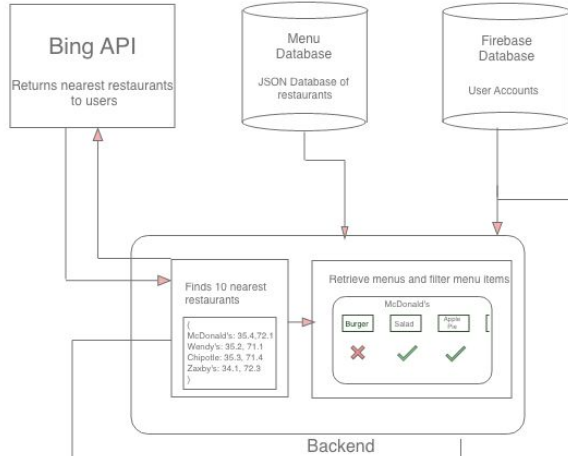 Bing API
Returns nearest restaurants
to users
Menu
Database
JSON Database of
restaurants
Firebase
Database
User Accounts
Finds 10 nearest
restaurants
{
McDonald's: 35.4,72.1
Wendy's: 35.2, 71.1
Chipotle: 35.3, 71.4
Zaxby's: 34.1, 72.3
}
Retrieve menus and filter menu items
McDonald's
Burger
Salad
Apple
Pie
Backend